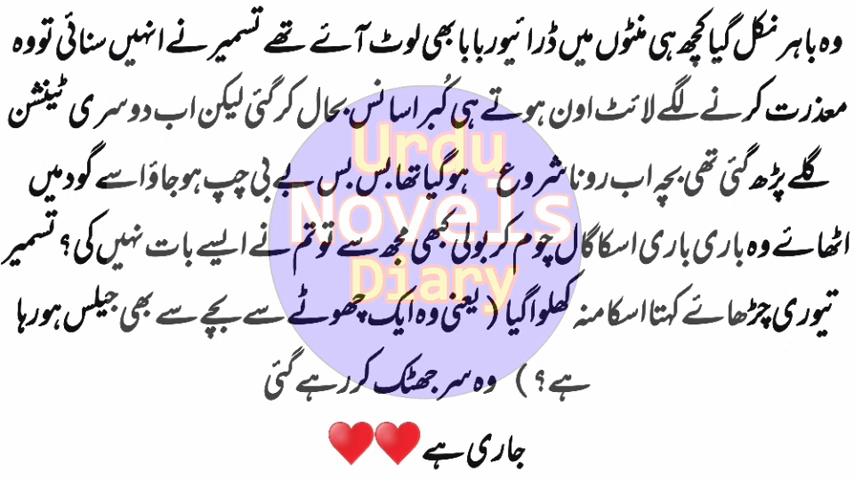 وہ باہر نکل گیا کچھ ہی منٹوں میں ڈرائیور بابا بھی لوٹ آئے تھے تسمیر نے انہیں سنائی تو وہ
معذرت کرنے لگے لائٹ اون ہوتے ہی کُبرا سانس بحال کر گئی لیکن اب دوسری ٹینشن
گلے پڑھ گئی تھی بچہ اب رونا شروع ہوگیا تھا بس بس بے بی چپ ہو جاؤ اسے گود میں
اٹھائے وہ باری باری اسکا گال چوم کر بولی کبھی مجھ سے تو تم نے ایسے بات نہیں کی؟ تسمیر
تیوری چڑھائے کہتا اسکا منہ کھلوا گیا (یعنی وہ ایک چھوٹے سے بچے سے بھی جیلس ہو رہا
ہے؟) وہ سر جھٹک کر رہے گئی
جاری ہے ❤️❤️
Urdu
Novels
Diary